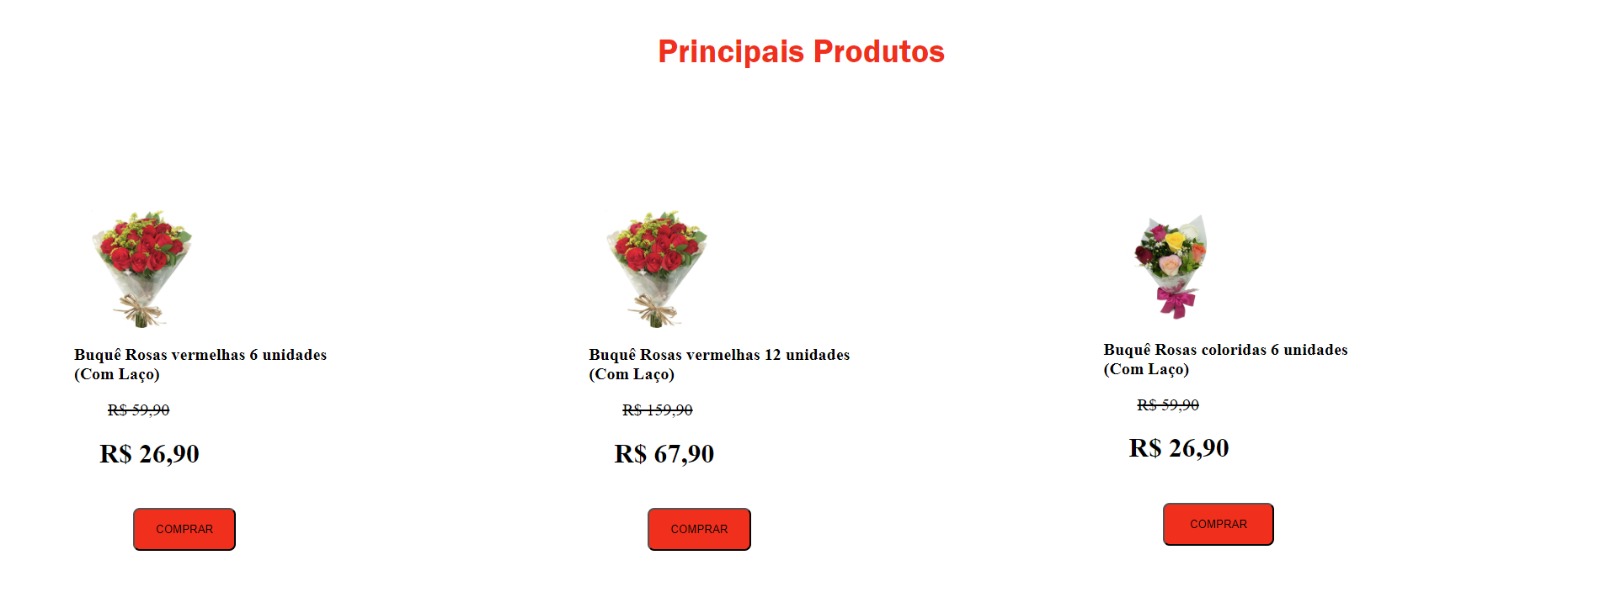 Principais Produtos
Buquê Rosas vermelhas 6 unidades
(Com Laço)
R$ 59,90
R$ 26,90
COMPRAR
Buquê Rosas vermelhas 12 unidades
(Com Laço)
R$ 159,90
R$ 67,90
COMPRAR
Buquê Rosas coloridas 6 unidades
(Com Laço)
R$ 59,90
R$ 26,90
COMPRAR